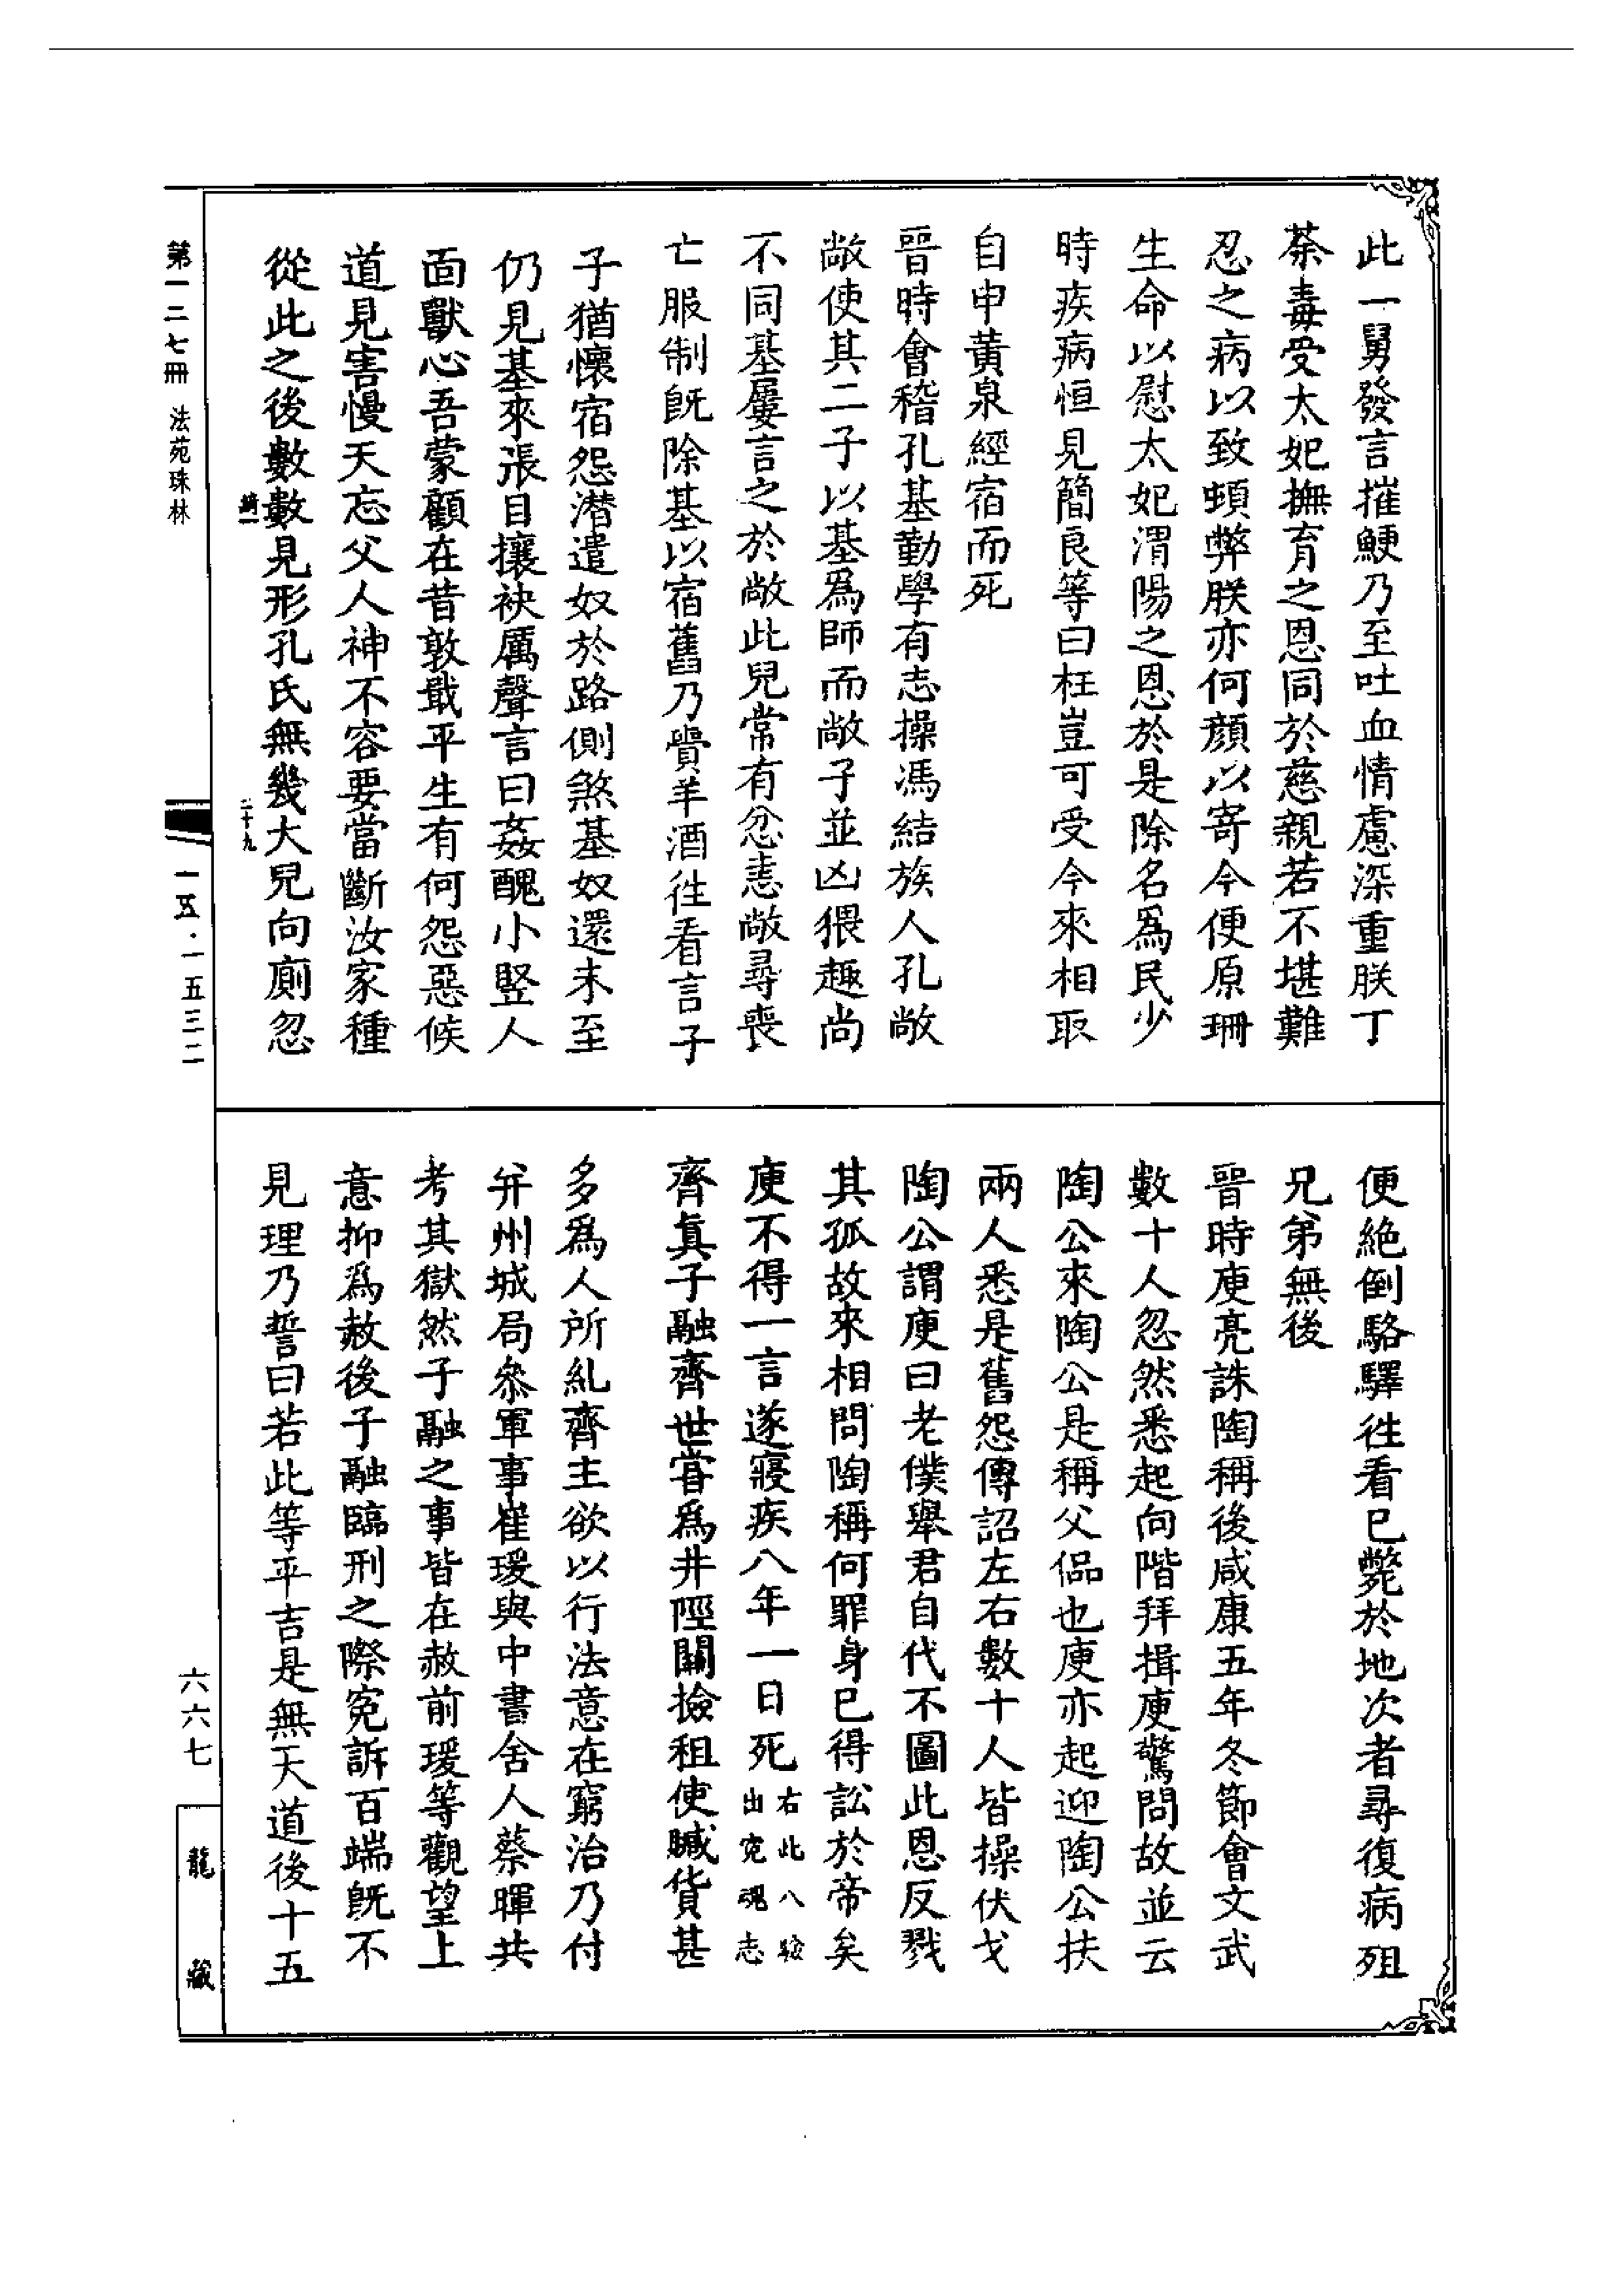 此一舅發言摧鯁乃至吐血情慮深重朕丁
荼毒受太妃撫育之恩同於慈親若不堪難
忍之病以致頓弊朕亦何顏以寄今便原珊
生命以慰太妃渭陽之恩於是除名爲民少
時疾病恒見簡良等曰枉豈可受今來相取
自申黃泉經宿而死
晉時會稽孔基勤學有志操馮結族人孔敞
敞使其二子以基爲師而敞子並凶猥趣尚
不同基屢言之於敞此兒常有忿恚敞尋喪
亡服制旣除基以宿舊乃賫羊酒徃看言子
子猶懷宿怨潛遣奴於路側煞基奴還未至
仍見基來張目攘袂厲聲言曰姦醜小竪人
面獸心吾蒙顧在昔敦戢平生有何怨惡候
道見害慢天忘父人神不容要當斷汝家種
從此之後數數見形孔氏無幾大兒向廁忽
便絶倒駱驛徃看已斃於地次者尋復病殂
兄弟無後
晉時庾亮誅陶稱後咸康五年冬節會文武
數十人忽然悉起向階拜揖庾驚問故並云
陶公來陶公是稱父侃也庾亦起迎陶公扶
兩人悉是舊怨傳詔左右數十人皆操伏戈
陶公謂庾曰老僕舉君自代不圖此恩反戮
其孤故來相問陶稱何罪身已得訟於帝矣
庾不得一言遂寢疾八年一日死右此八驗
出寃魂志
齊真子融齊世甞爲井陘關撿租使贓貨甚
多爲人所糺齊主欲以行法意在窮治乃付
并州城局叅軍事崔瑗與中書舍人蔡暉共
考其獄然子融之事皆在赦前瑗等觀望上
意抑爲赦後子融臨刑之際寃訴百端旣不
見理乃誓曰若此等平吉是無天道後十五
第一二七冊 法苑珠林
二十九
一五·一五三二
六六七
龍藏